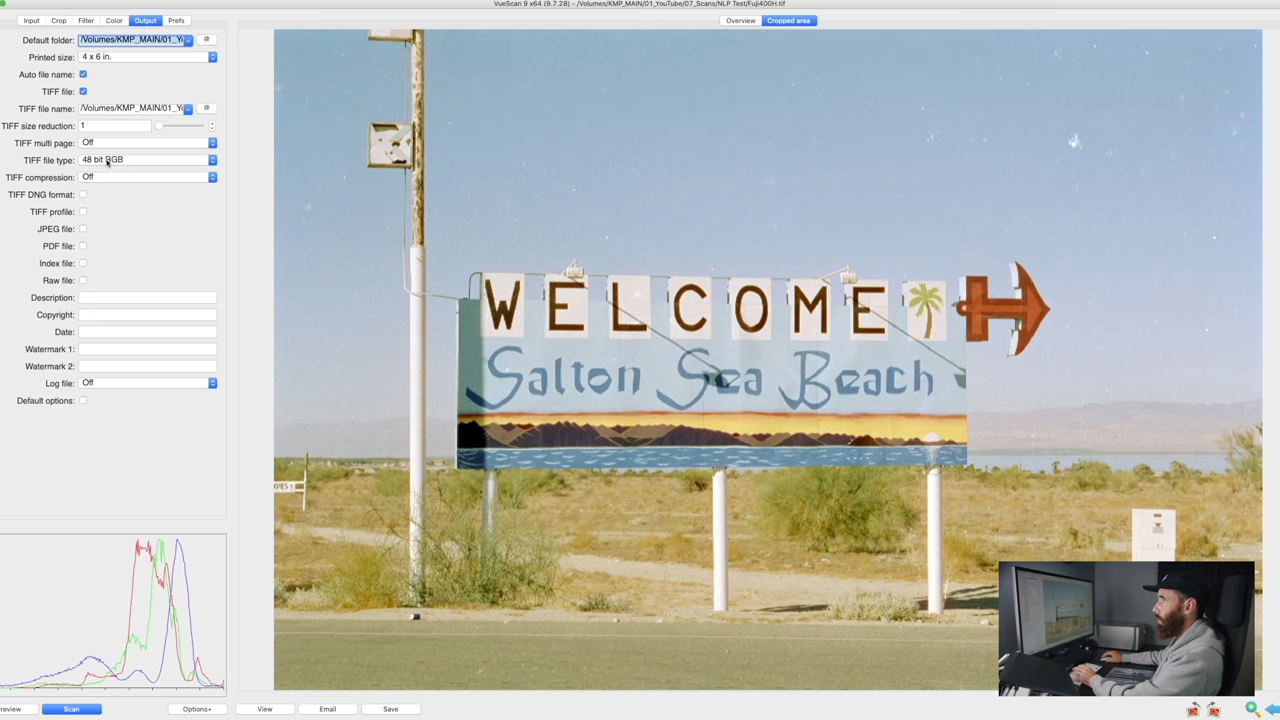 VueScan 9 x64 (9.7.28) - /Volumes/KMP_MAIN/01_YouTube/07_Scans/NLP Test/Fuji400H.tif
Input Crop Filter Color Output Prefs
Overview Cropped area
Default folder: /Volumes/KMP_MAIN/01_Y @
Printed size: 4 x 6 in.
Auto file name:
TIFF file:
TIFF file name: /Volumes/KMP_MAIN/01_Y @
TIFF size reduction: 1
TIFF multi page: Off
TIFF file type: 48 bit RGB
TIFF compression: Off
TIFF DNG format:
TIFF profile:
JPEG file:
PDF file:
Index file:
Raw file:
Description:
Copyright:
Date:
Watermark 1:
Watermark 2:
Log file: Off
Default options:
WELCOME
Salton Sea Beach
review Scan Options+ View Email Save